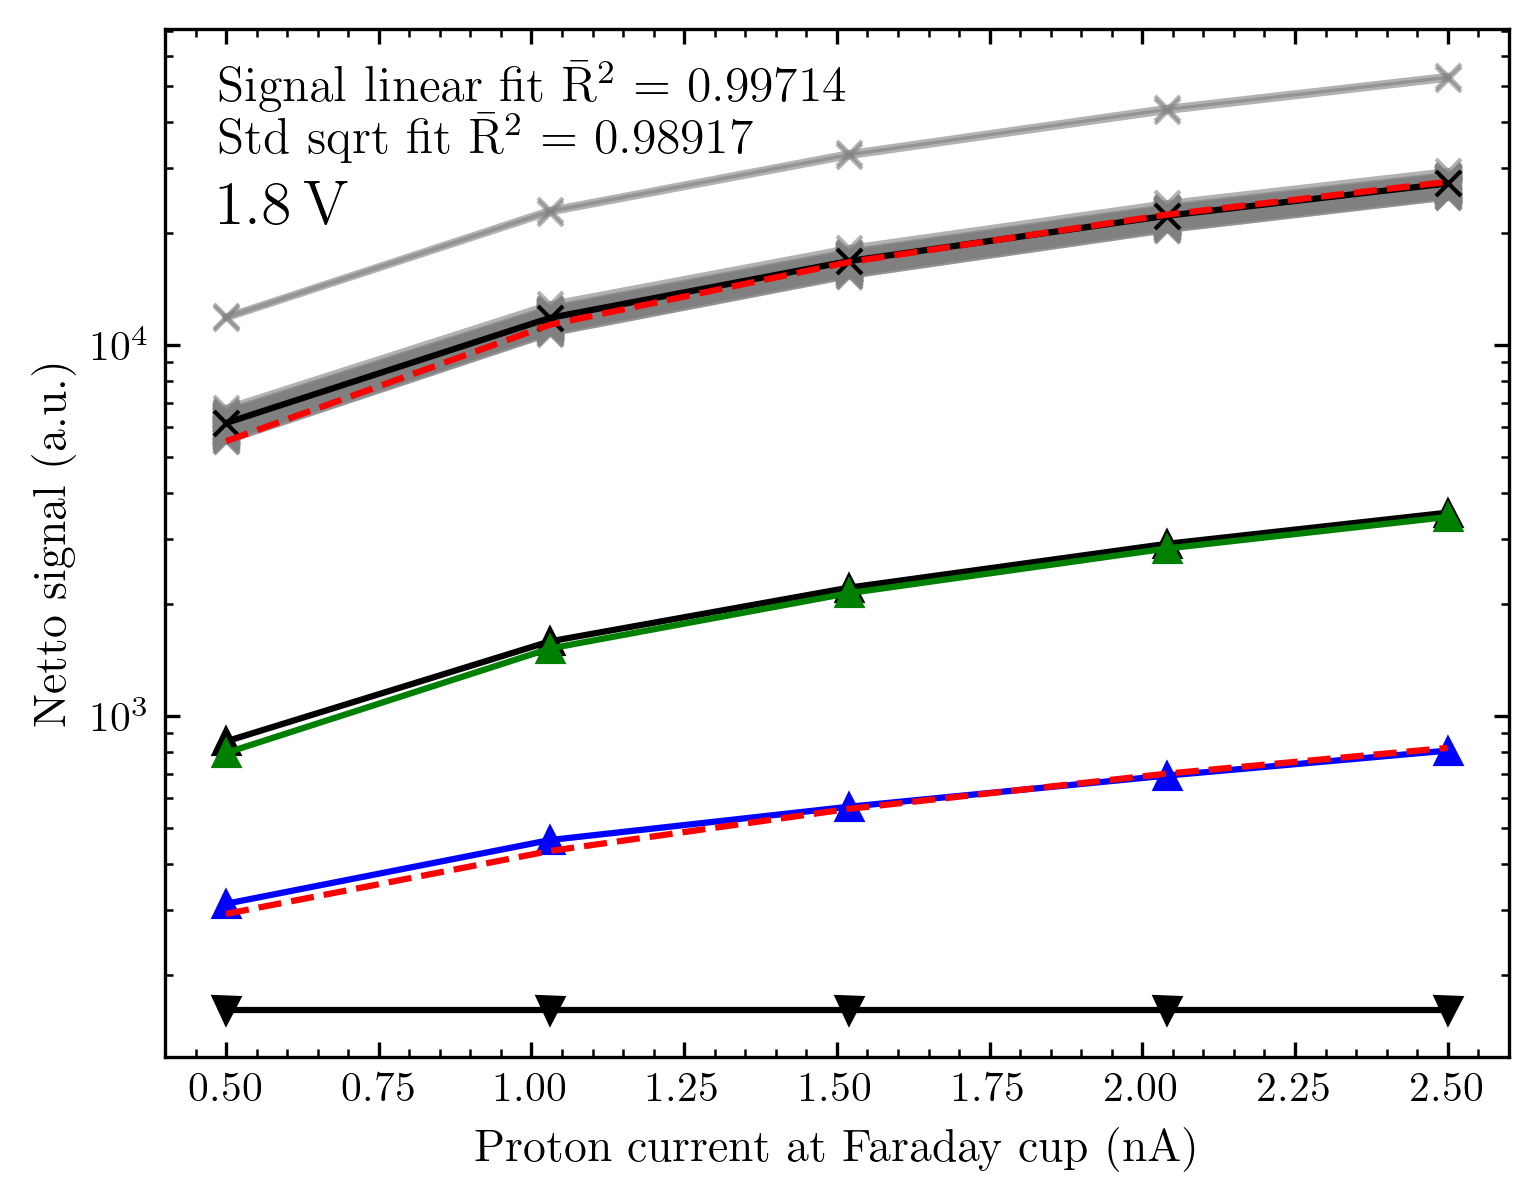 Signal linear fit R̄² = 0.99714
Std sqrt fit R̄² = 0.98917
1.8 V
10⁴
10³
Netto signal (a.u.)
0.50 0.75 1.00 1.25 1.50 1.75 2.00 2.25 2.50
Proton current at Faraday cup (nA)